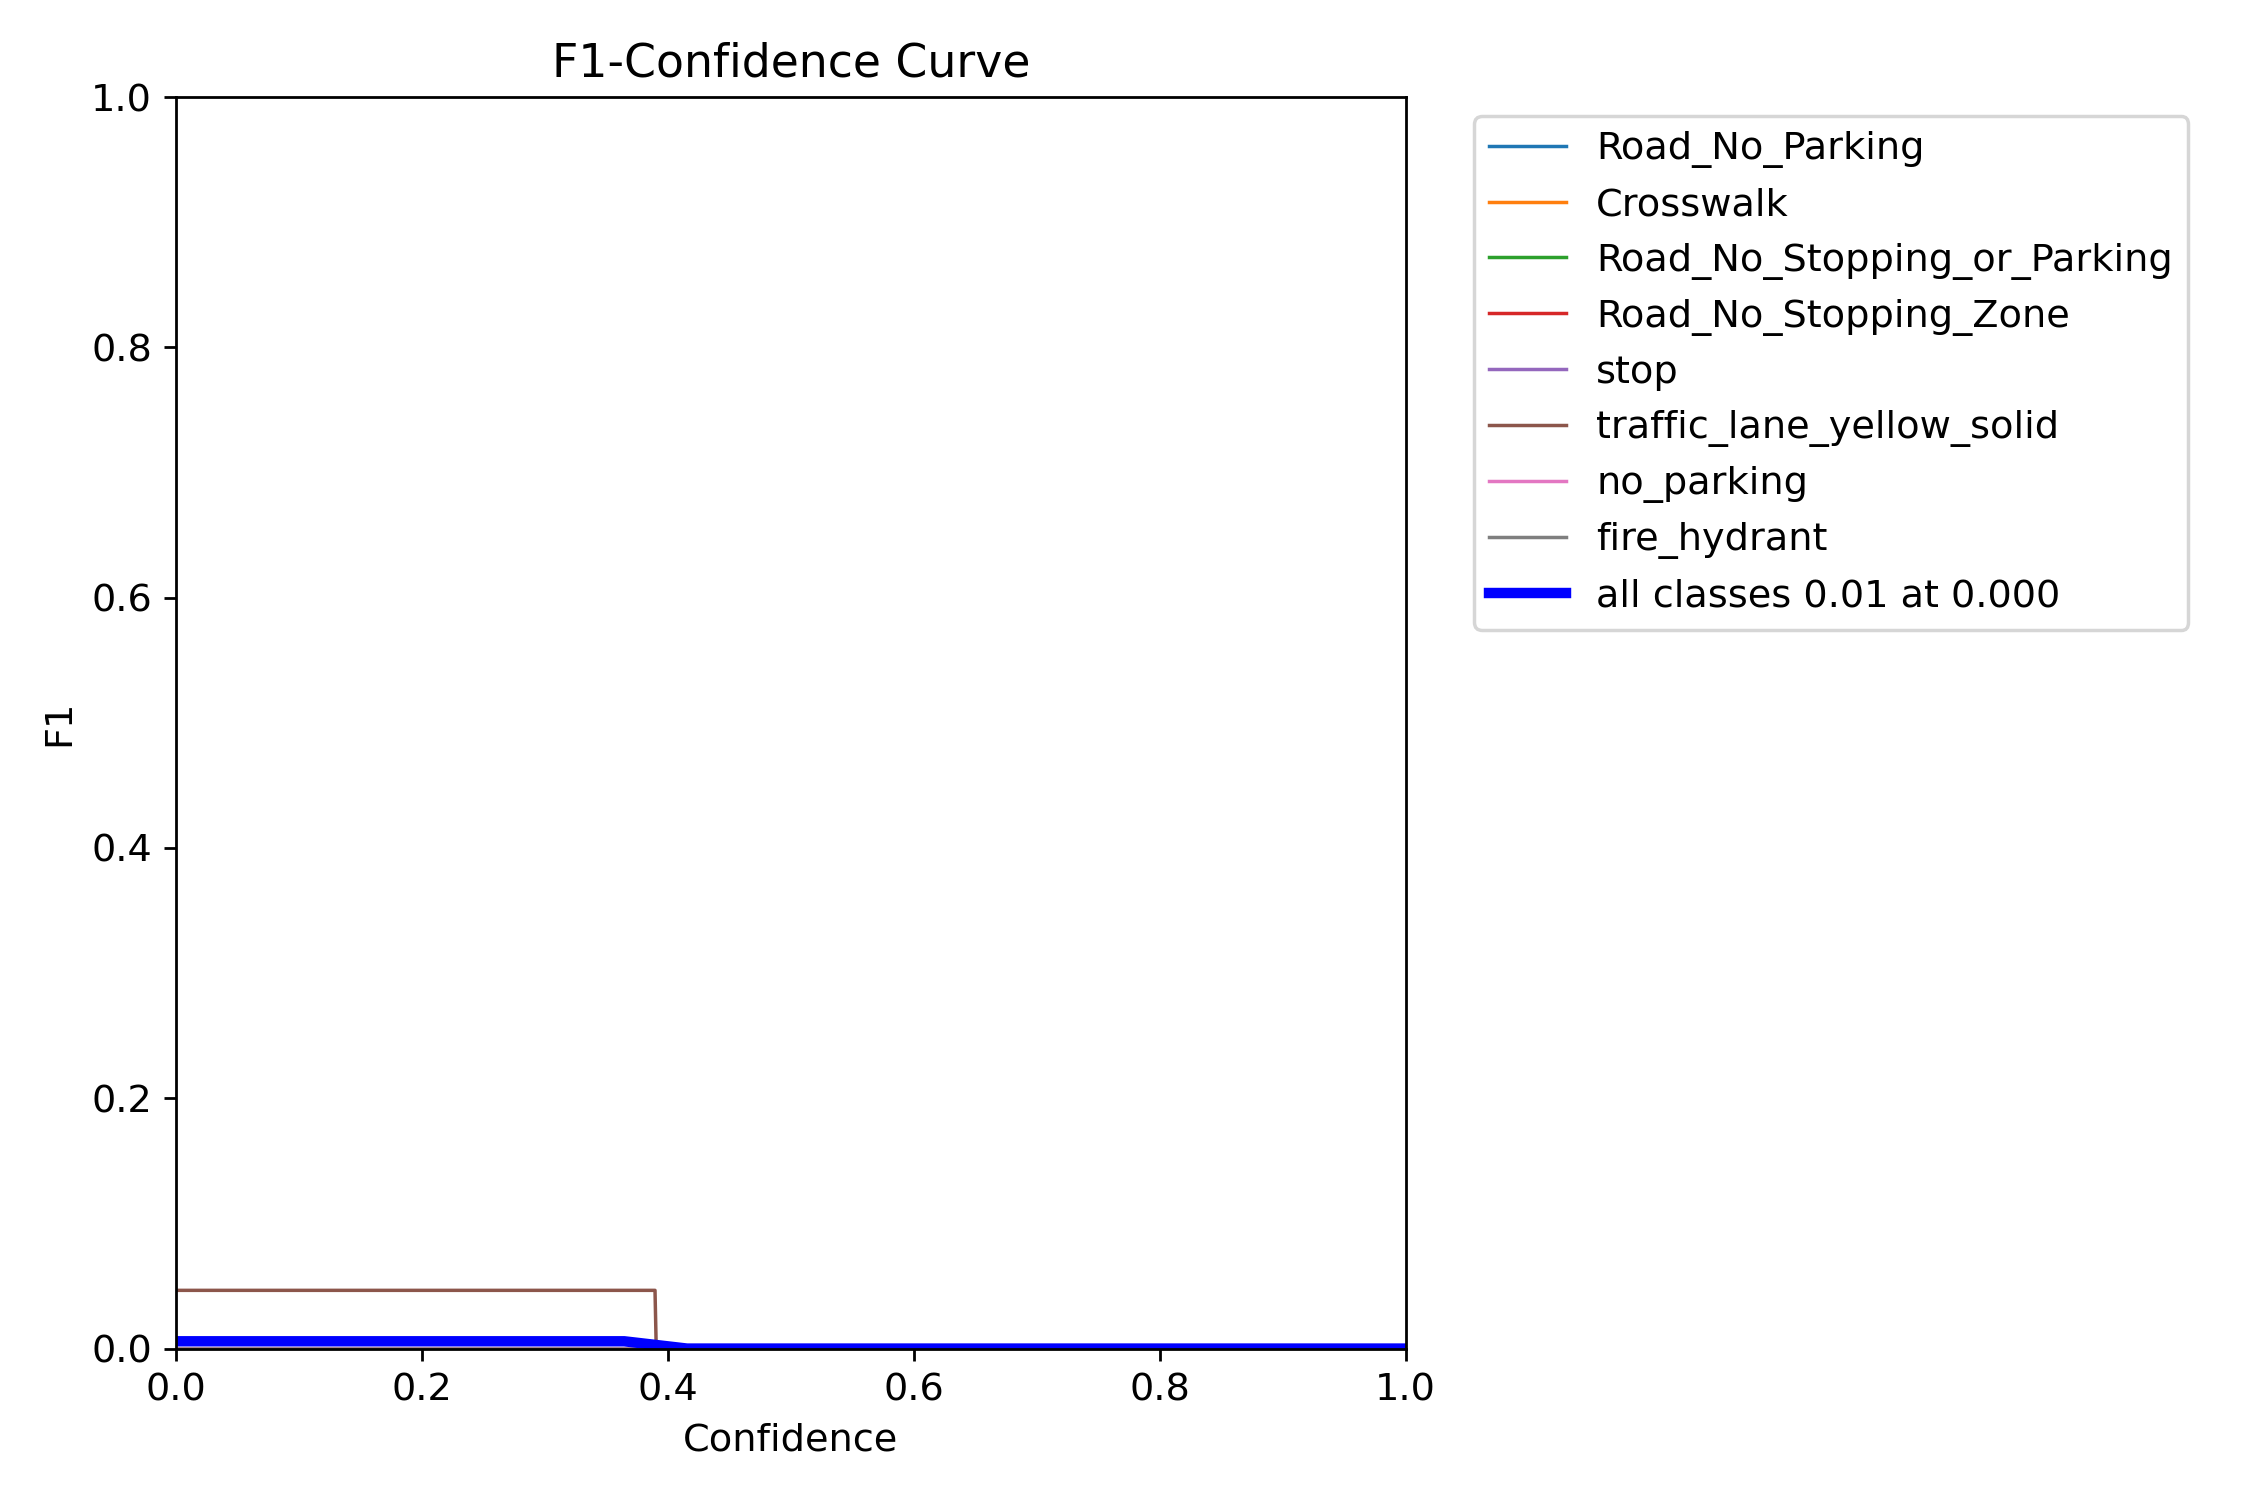 F1-Confidence Curve
1.0
0.8
0.6
0.4
0.2
0.0
F1
0.0 0.2 0.4 0.6 0.8 1.0
Confidence
Road_No_Parking
Crosswalk
Road_No_Stopping_or_Parking
Road_No_Stopping_Zone
stop
traffic_lane_yellow_solid
no_parking
fire_hydrant
all classes 0.01 at 0.000